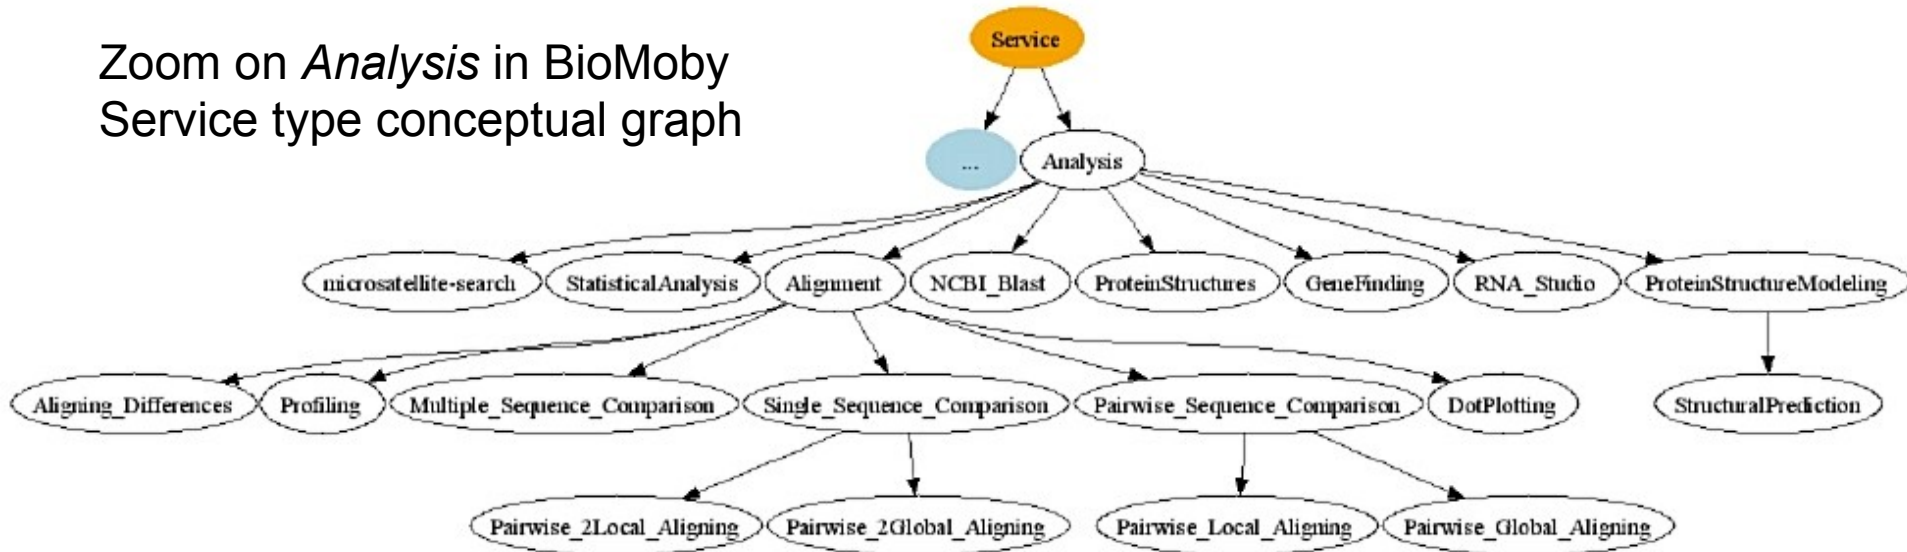 Zoom on Analysis in BioMoby
Service type conceptual graph
Service
...
Analysis
microsatellite-search
StatisticalAnalysis
Alignment
NCBI_Blast
ProteinStructures
GeneFinding
RNA_Studio
ProteinStructureModeling
Aligning_Differences
Profiling
Multiple_Sequence_Comparison
Single_Sequence_Comparison
Pairwise_Sequence_Comparison
DotPlotting
StructuralPrediction
Pairwise_2Local_Aligning
Pairwise_2Global_Aligning
Pairwise_Local_Aligning
Pairwise_Global_Aligning